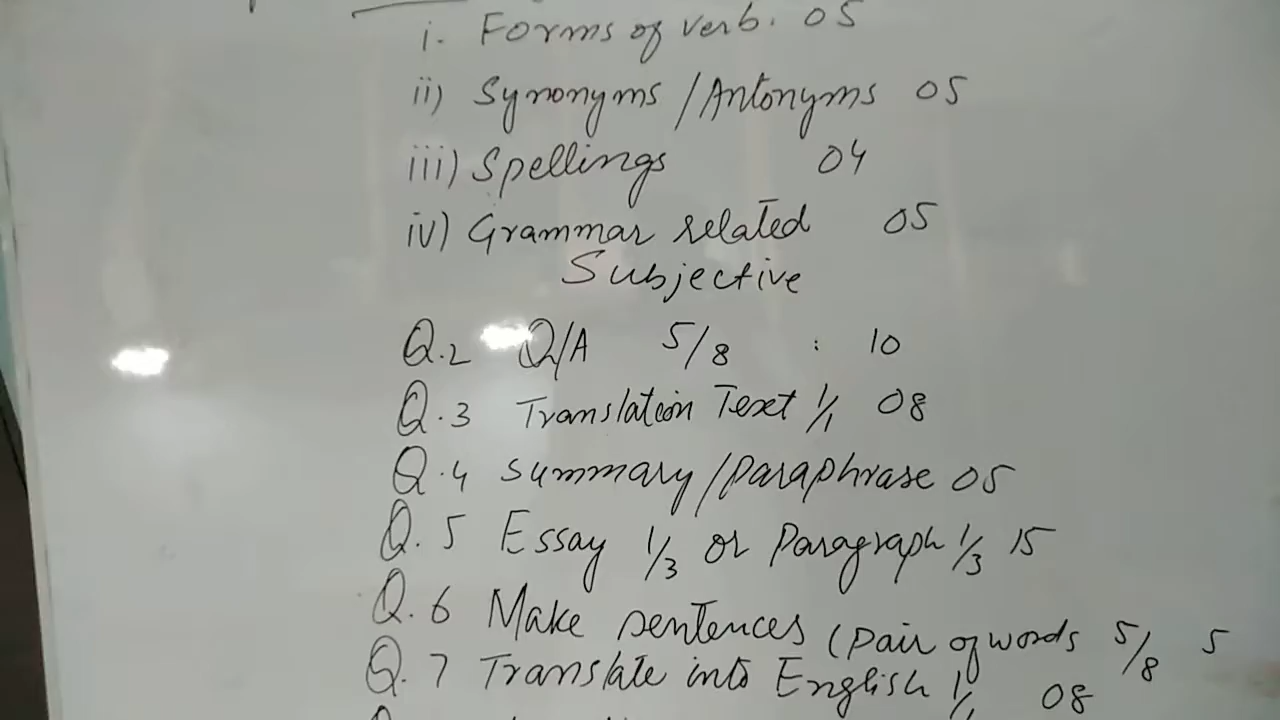 i. Forms of verb. 05
ii) Synonyms / Antonyms 05
iii) Spellings 04
iv) Grammar related 05
Subjective
Q.2 Q/A 5/8 : 10
Q.3 Translation Text 1/1 08
Q.4 Summary/Paraphrase 05
Q.5 Essay 1/3 or Paragraph 1/3 15
Q.6 Make sentences (Pair of words 5/8 5
Q.7 Translate into English 1/1 08